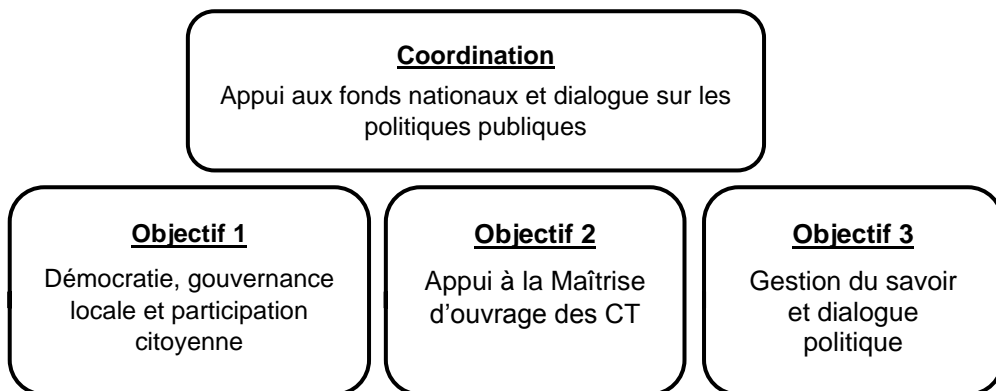 Coordination
Appui aux fonds nationaux et dialogue sur les
politiques publiques
Objectif 1
Démocratie, gouvernance
locale et participation
citoyenne
Objectif 2
Appui à la Maîtrise
d’ouvrage des CT
Objectif 3
Gestion du savoir
et dialogue
politique